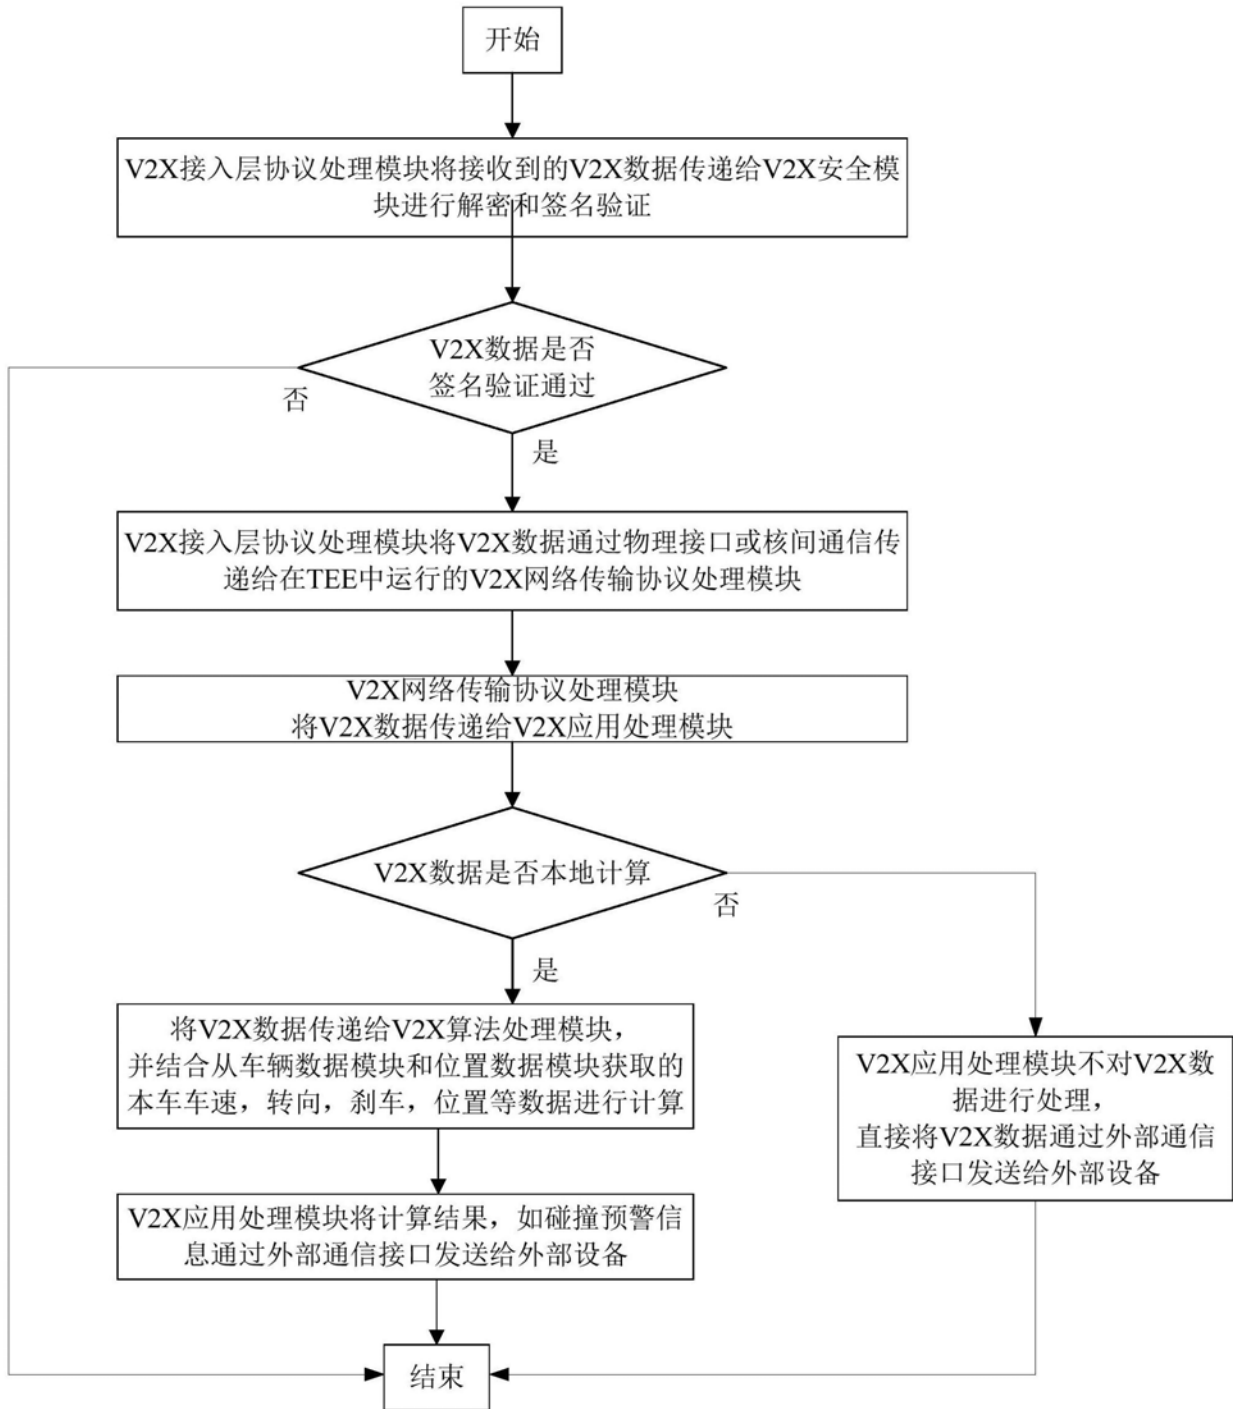 开始
V2X接入层协议处理模块将接收到的V2X数据传递给V2X安全模
块进行解密和签名验证
V2X数据是否
签名验证通过
否
是
V2X接入层协议处理模块将V2X数据通过物理接口或核间通信传
递给在TEE中运行的V2X网络传输协议处理模块
V2X网络传输协议处理模块
将V2X数据传递给V2X应用处理模块
V2X数据是否本地计算
否
是
将V2X数据传递给V2X算法处理模块，
并结合从车辆数据模块和位置数据模块获取的
本车车速，转向，刹车，位置等数据进行计算
V2X应用处理模块不对V2X数
据进行处理，
直接将V2X数据通过外部通信
接口发送给外部设备
V2X应用处理模块将计算结果，如碰撞预警信
息通过外部通信接口发送给外部设备
结束